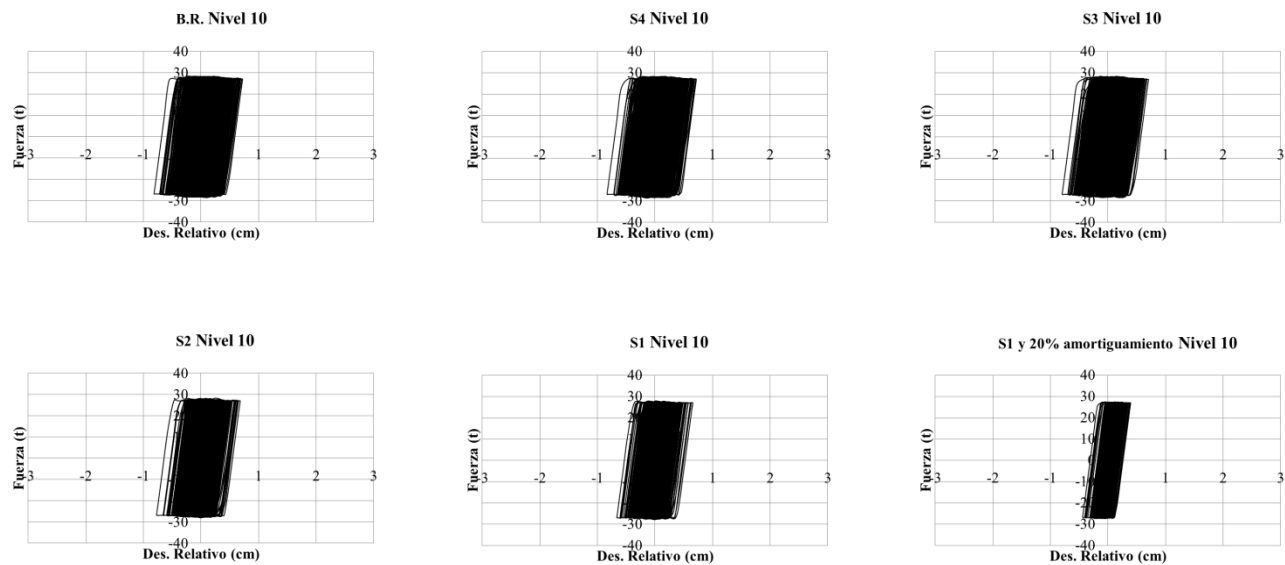 B.R. Nivel 10
40
30
20
-3 -2 -1 1 2 3
-30
-40
Fuerza (t)
Des. Relativo (cm)
S4 Nivel 10
40
30
-3 -2 -1 1 2 3
-30
-40
Fuerza (t)
Des. Relativo (cm)
S3 Nivel 10
40
30
-3 -2 -1 1 2 3
-30
-40
Fuerza (t)
Des. Relativo (cm)
S2 Nivel 10
40
30
-3 -2 -1 1 2 3
-30
-40
Fuerza (t)
Des. Relativo (cm)
S1 Nivel 10
40
30
-3 -2 -1 1 2 3
-30
-40
Fuerza (t)
Des. Relativo (cm)
S1 y 20% amortiguamiento Nivel 10
40
30
20
10
0
-3 -2 -1 1 2 3
-10
-20
-30
-40
Fuerza (t)
Des. Relativo (cm)